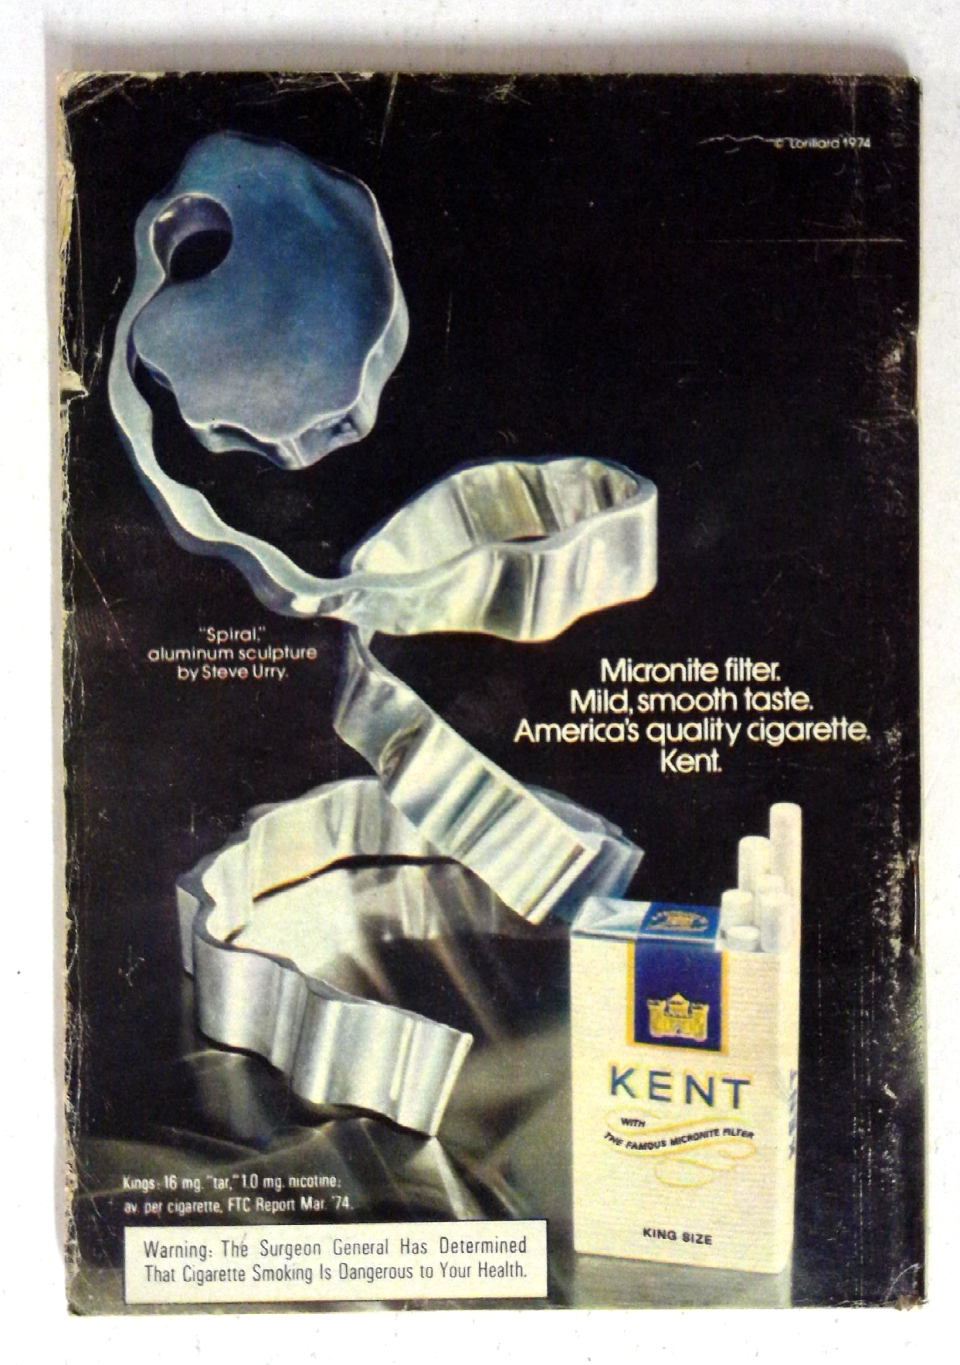 © Lorillard 1974
"Spiral,"
aluminum sculpture
by Steve Urry.
Micronite filter.
Mild, smooth taste.
America's quality cigarette.
Kent.
KENT
WITH
THE FAMOUS MICRONITE FILTER
KING SIZE
Kings: 16 mg. "tar," 1.0 mg. nicotine;
av. per cigarette, FTC Report Mar. '74.
Warning: The Surgeon General Has Determined
That Cigarette Smoking Is Dangerous to Your Health.